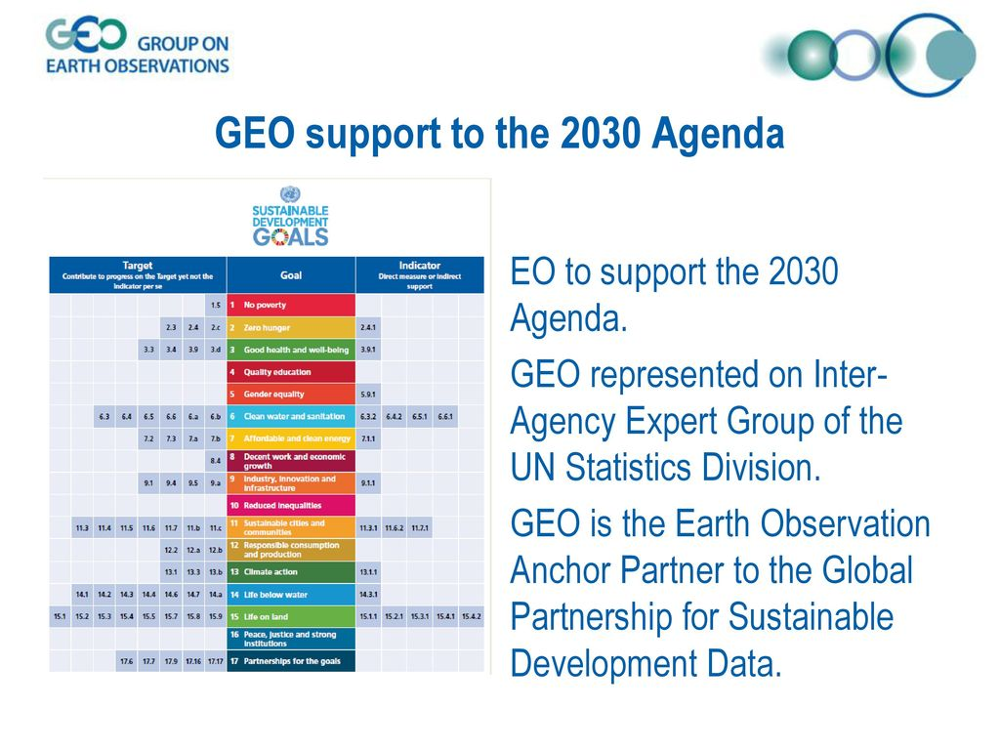 GEO GROUP ON
EARTH OBSERVATIONS
GEO support to the 2030 Agenda
SUSTAINABLE
DEVELOPMENT
GOALS
Target
Contribute to progress on the Target yet not the
Indicator per se
Goal
Indicator
Direct measure or indirect
support
1.5 1 No poverty
2.3 2.4 2.c 2 Zero hunger 2.4.1
3.3 3.4 3.9 3.d 3 Good health and well-being 3.9.1
4 Quality education
5 Gender equality 5.9.1
6.3 6.4 6.5 6.6 6.a 6.b 6 Clean water and sanitation 6.3.2 6.4.2 6.5.1 6.6.1
7.2 7.3 7.a 7.b 7 Affordable and clean energy 7.1.1
8.4 8 Decent work and economic
growth
9.1 9.4 9.5 9.a 9 Industry, Innovation and
Infrastructure 9.1.1
10 Reduced inequalities
11.3 11.4 11.5 11.6 11.7 11.b 11.c 11 Sustainable cities and
communities 11.3.1 11.6.2 11.7.1
12.2 12.a 12.b 12 Responsible consumption
and production
13.1 13.3 13.b 13 Climate action 13.1.1
14.1 14.2 14.3 14.4 14.6 14.7 14.a 14 Life below water 14.3.1
15.1 15.2 15.3 15.4 15.5 15.7 15.8 15.9 15 Life on land 15.1.1 15.2.1 15.3.1 15.4.1 15.4.2
16 Peace, justice and strong
institutions
17.6 17.7 17.9 17.16 17.17 17 Partnerships for the goals
EO to support the 2030
Agenda.
GEO represented on Inter-
Agency Expert Group of the
UN Statistics Division.
GEO is the Earth Observation
Anchor Partner to the Global
Partnership for Sustainable
Development Data.